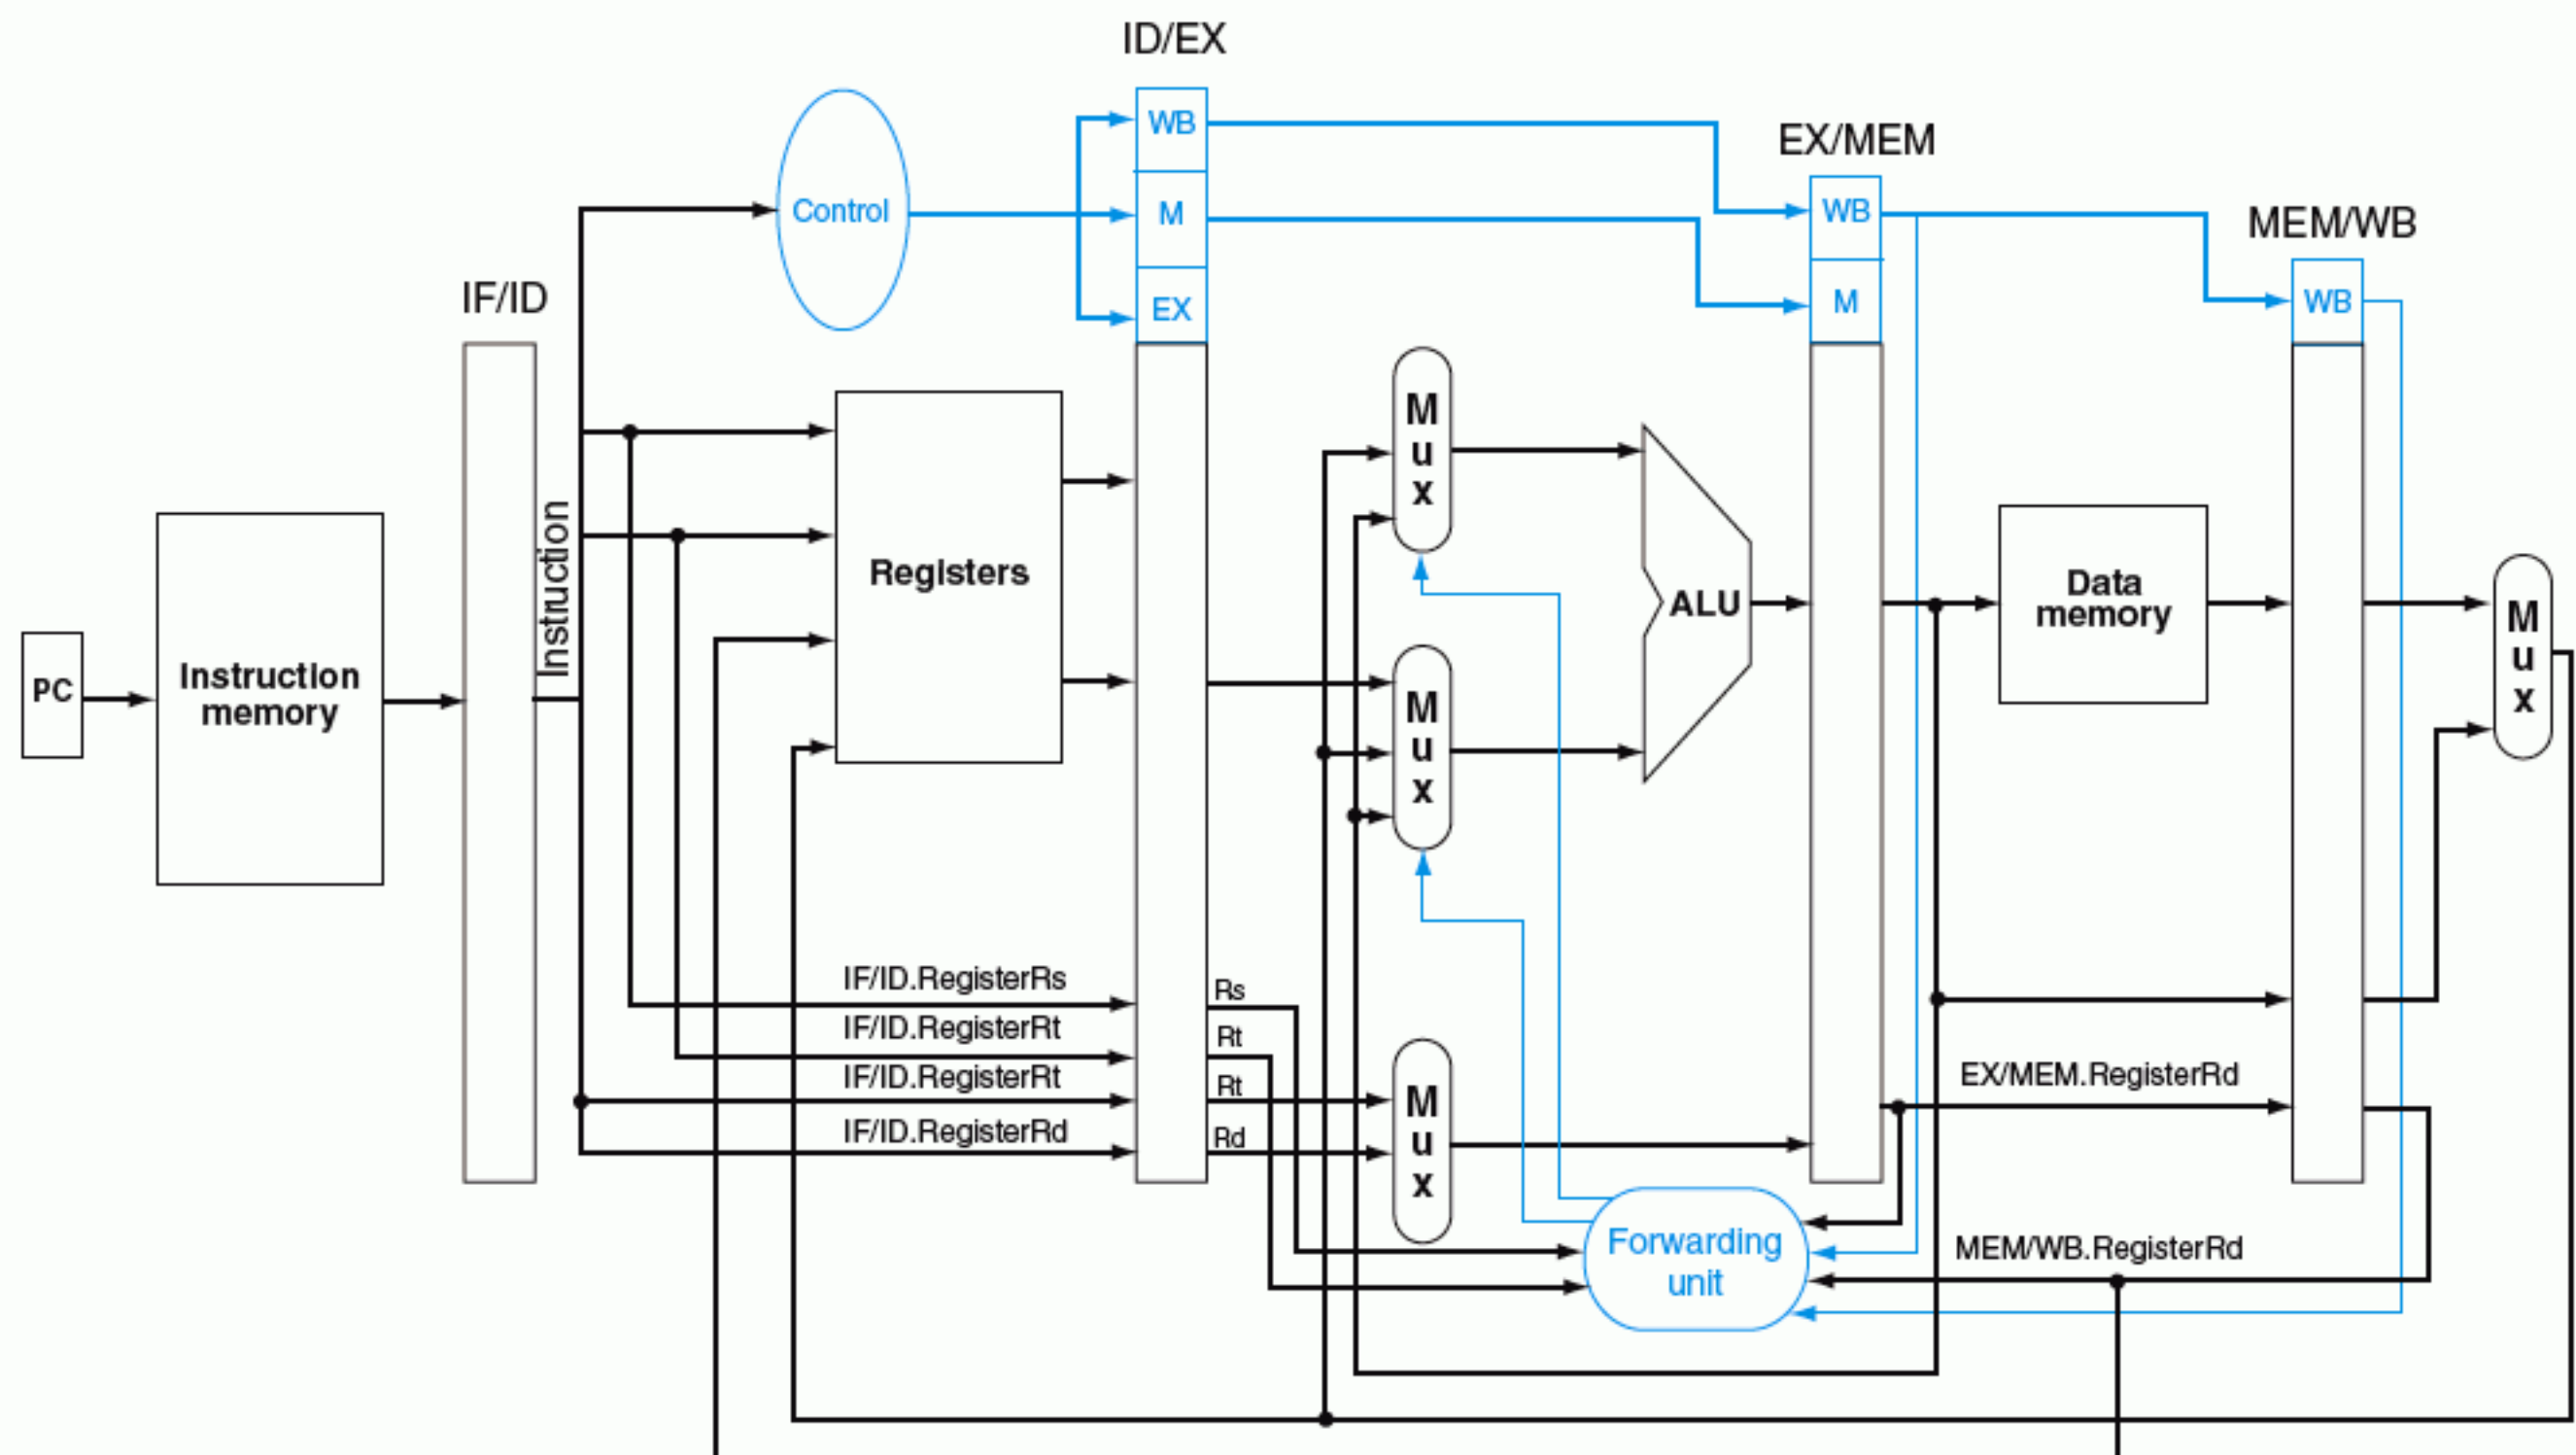 ID/EX
WB
M
EX
Control
EX/MEM
WB
M
MEM/WB
WB
IF/ID
PC
Instruction
memory
Instruction
Registers
M
u
x
M
u
x
ALU
Data
memory
M
u
x
IF/ID.RegisterRs
IF/ID.RegisterRt
IF/ID.RegisterRt
IF/ID.RegisterRd
Rs
Rt
Rt
Rd
M
u
x
EX/MEM.RegisterRd
Forwarding
unit
MEM/WB.RegisterRd